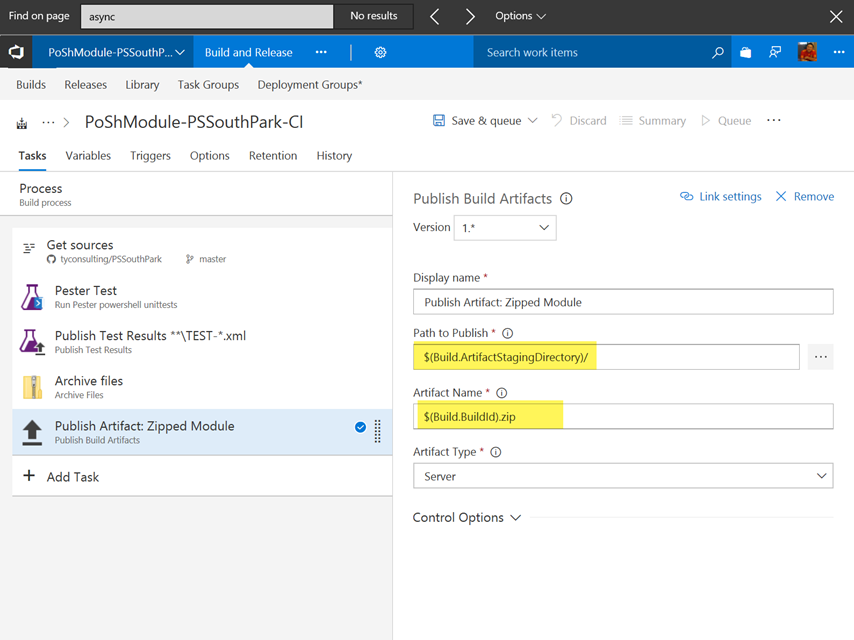 Find on page
async
No results
Options
PoShModule-PSSouthP...
Build and Release
...
Search work items
...
Builds
Releases
Library
Task Groups
Deployment Groups*
...
PoShModule-PSSouthPark-CI
Save & queue
Discard
Summary
Queue
...
Tasks
Variables
Triggers
Options
Retention
History
Process
Build process
Get sources
tyconsulting/PSSouthPark
master
Pester Test
Run Pester powershell unittests
Publish Test Results **\TEST-*.xml
Publish Test Results
Archive files
Archive Files
Publish Artifact: Zipped Module
Publish Build Artifacts
+ Add Task
Publish Build Artifacts
Link settings
Remove
Version
1.*
Display name *
Publish Artifact: Zipped Module
Path to Publish *
$(Build.ArtifactStagingDirectory)/
...
Artifact Name *
$(Build.BuildId).zip
Artifact Type *
Server
Control Options